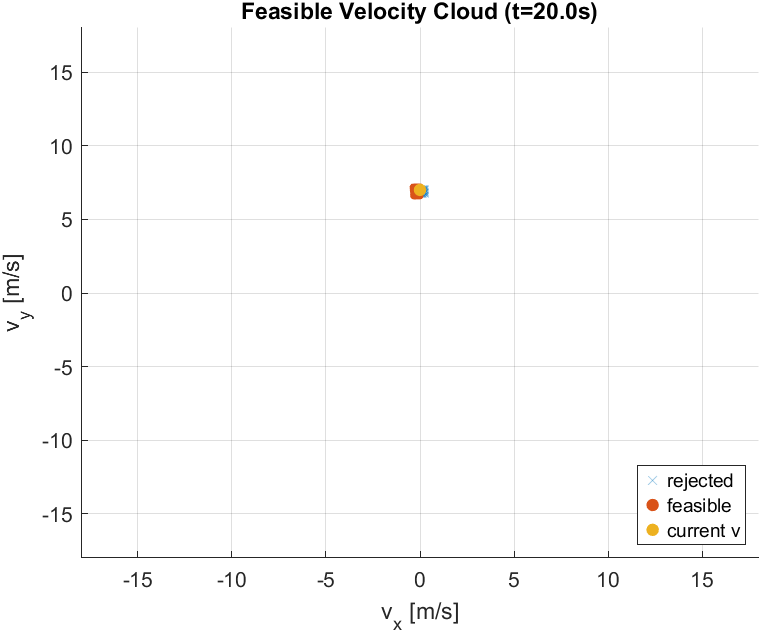 Feasible Velocity Cloud (t=20.0s)
15
10
5
0
-5
-10
-15
v_y [m/s]
-15 -10 -5 0 5 10 15
v_x [m/s]
rejected
feasible
current v